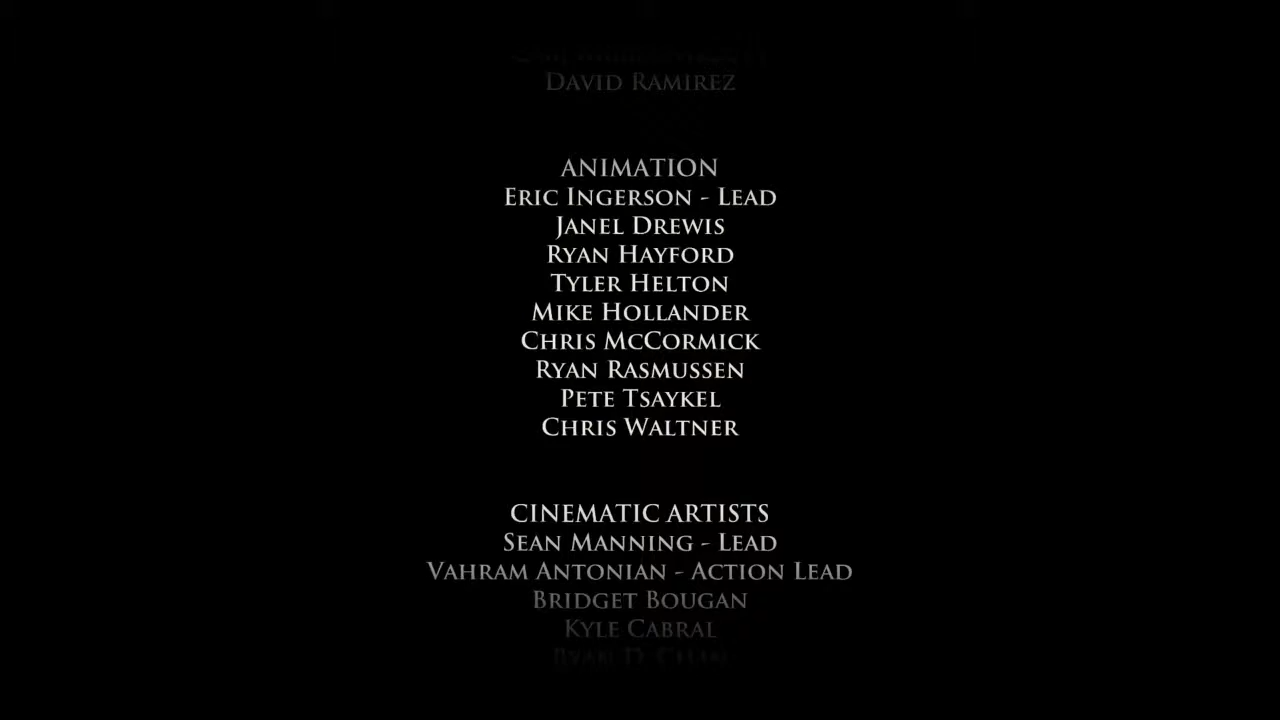 David Ramirez
ANIMATION
Eric Ingerson - Lead
Janel Drewis
Ryan Hayford
Tyler Helton
Mike Hollander
Chris McCormick
Ryan Rasmussen
Pete Tsaykel
Chris Waltner
CINEMATIC ARTISTS
Sean Manning - Lead
Vahram Antonian - Action Lead
Bridget Bougan
Kyle Cabral
Ryan D.